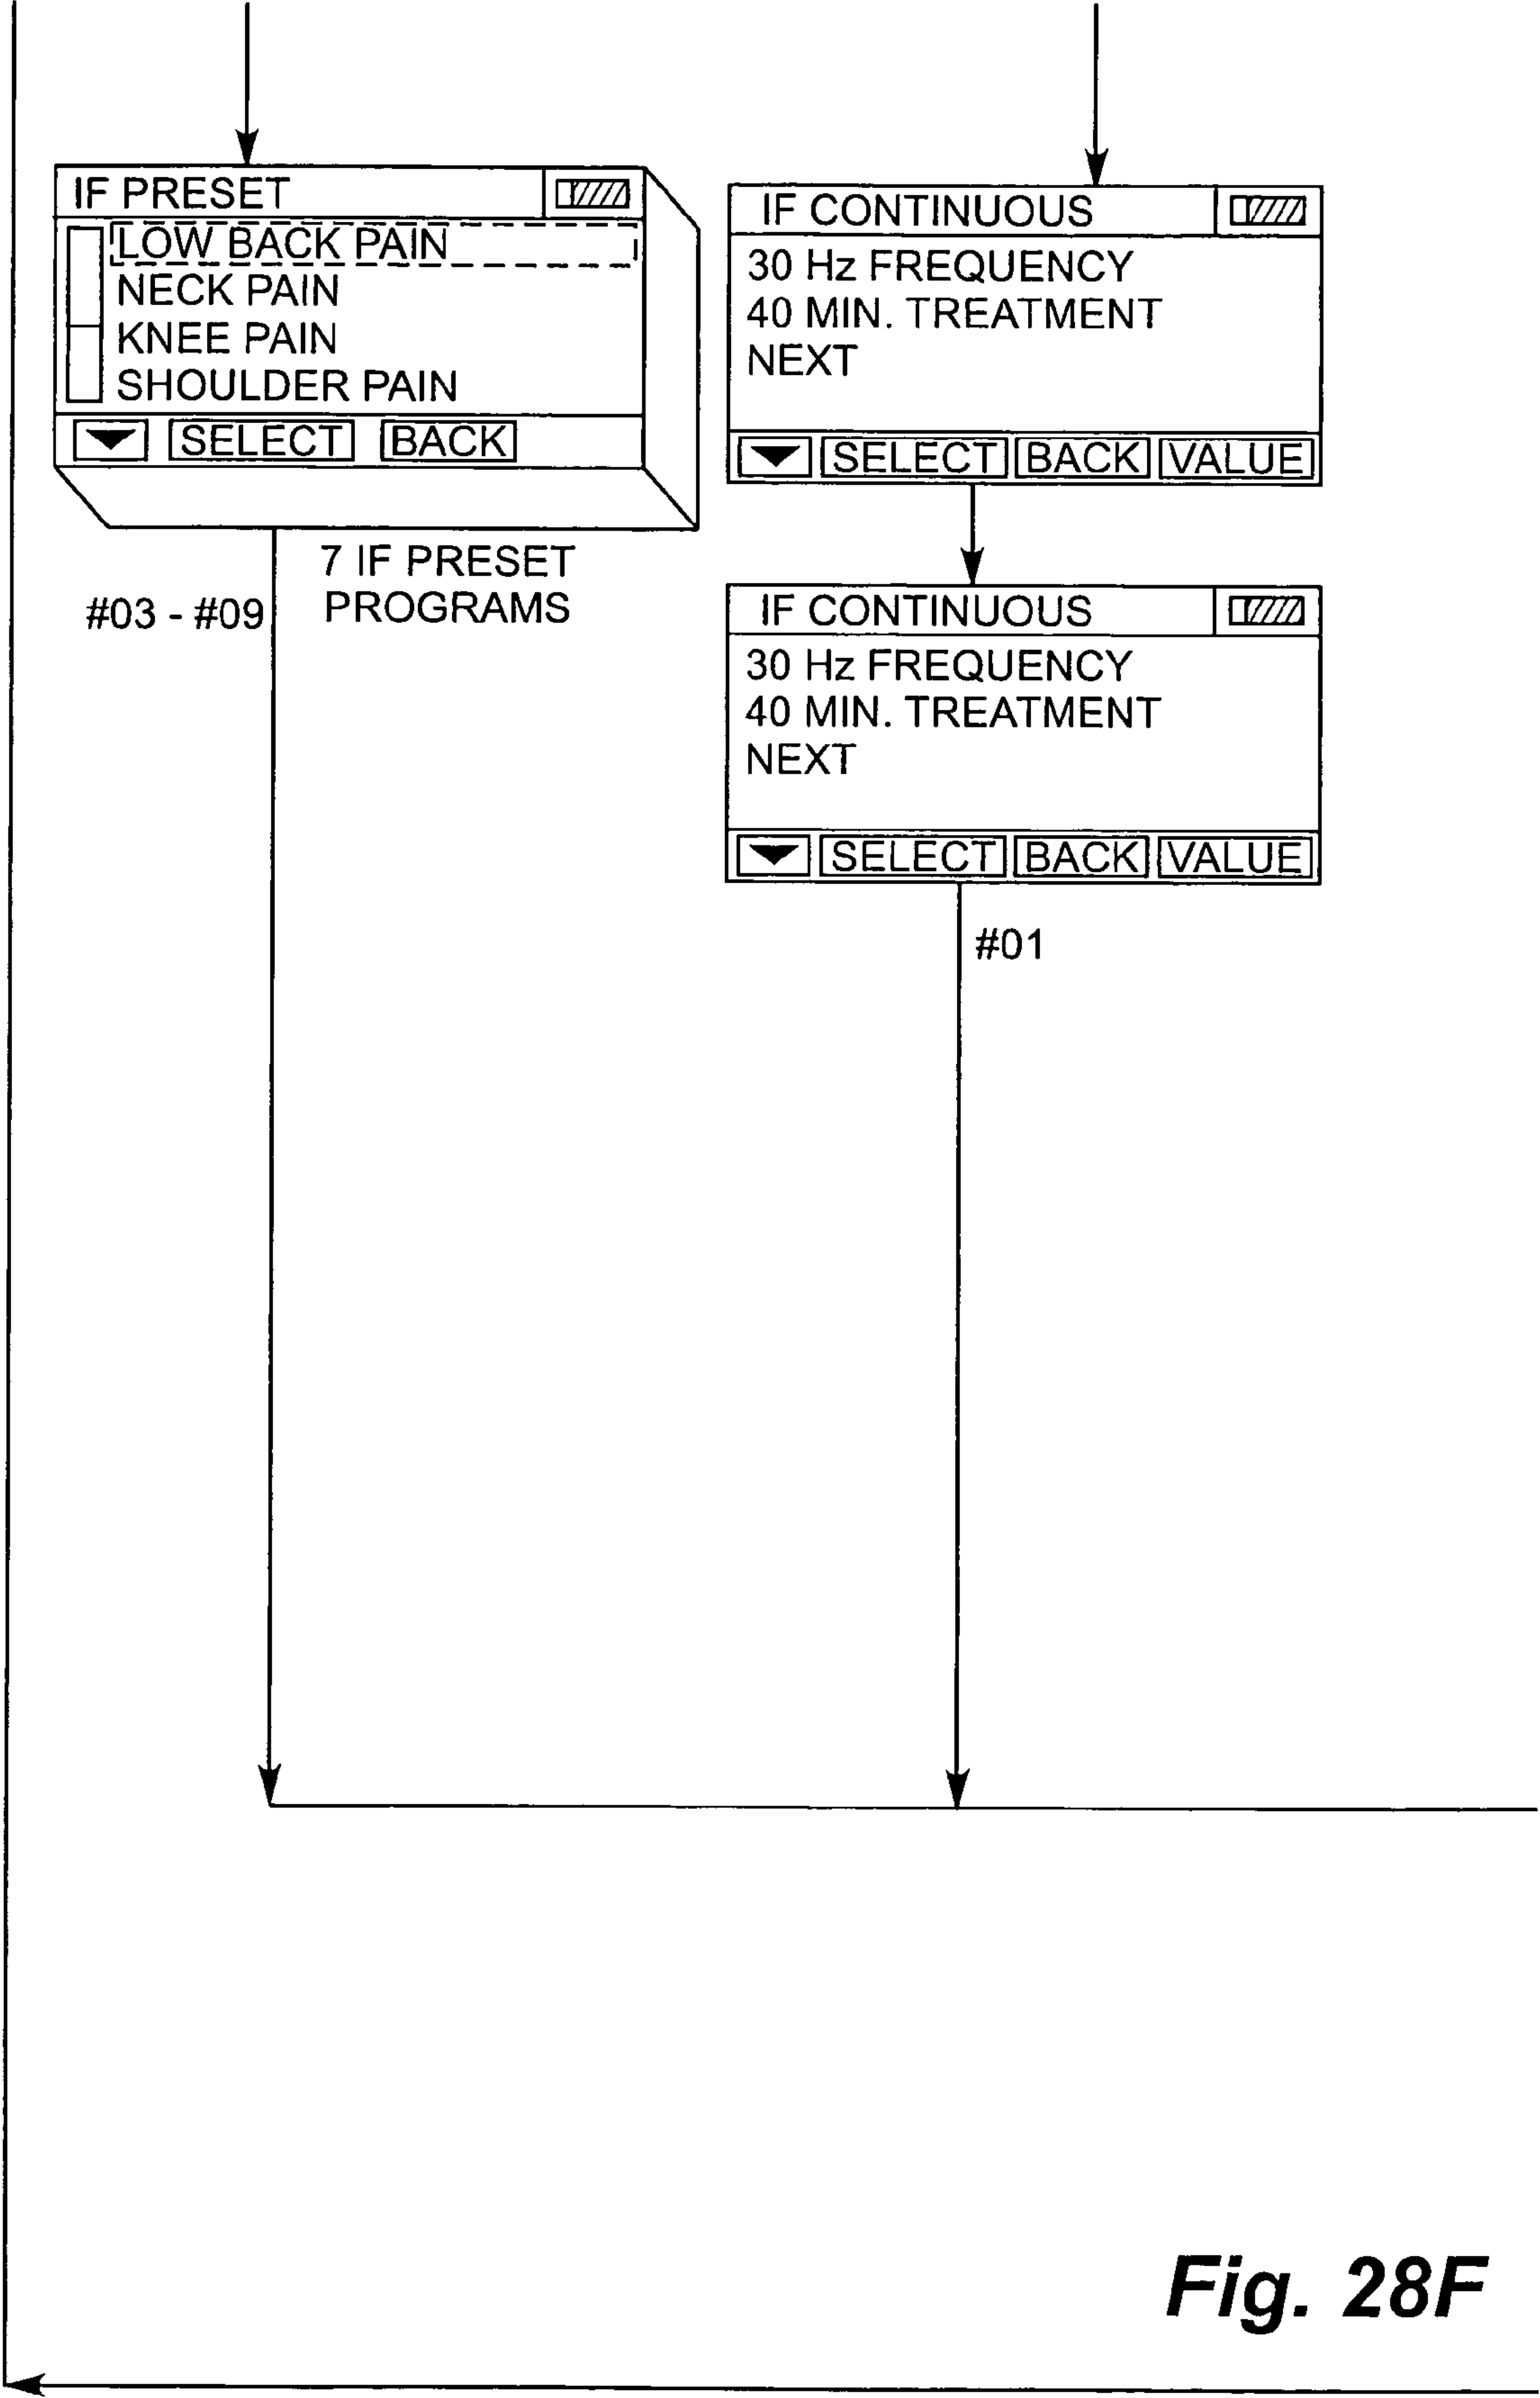 IF PRESET
LOW BACK PAIN
NECK PAIN
KNEE PAIN
SHOULDER PAIN
SELECT BACK
7 IF PRESET
PROGRAMS
#03 - #09
IF CONTINUOUS
30 Hz FREQUENCY
40 MIN. TREATMENT
NEXT
SELECT BACK VALUE
IF CONTINUOUS
30 Hz FREQUENCY
40 MIN. TREATMENT
NEXT
SELECT BACK VALUE
#01
Fig. 28F